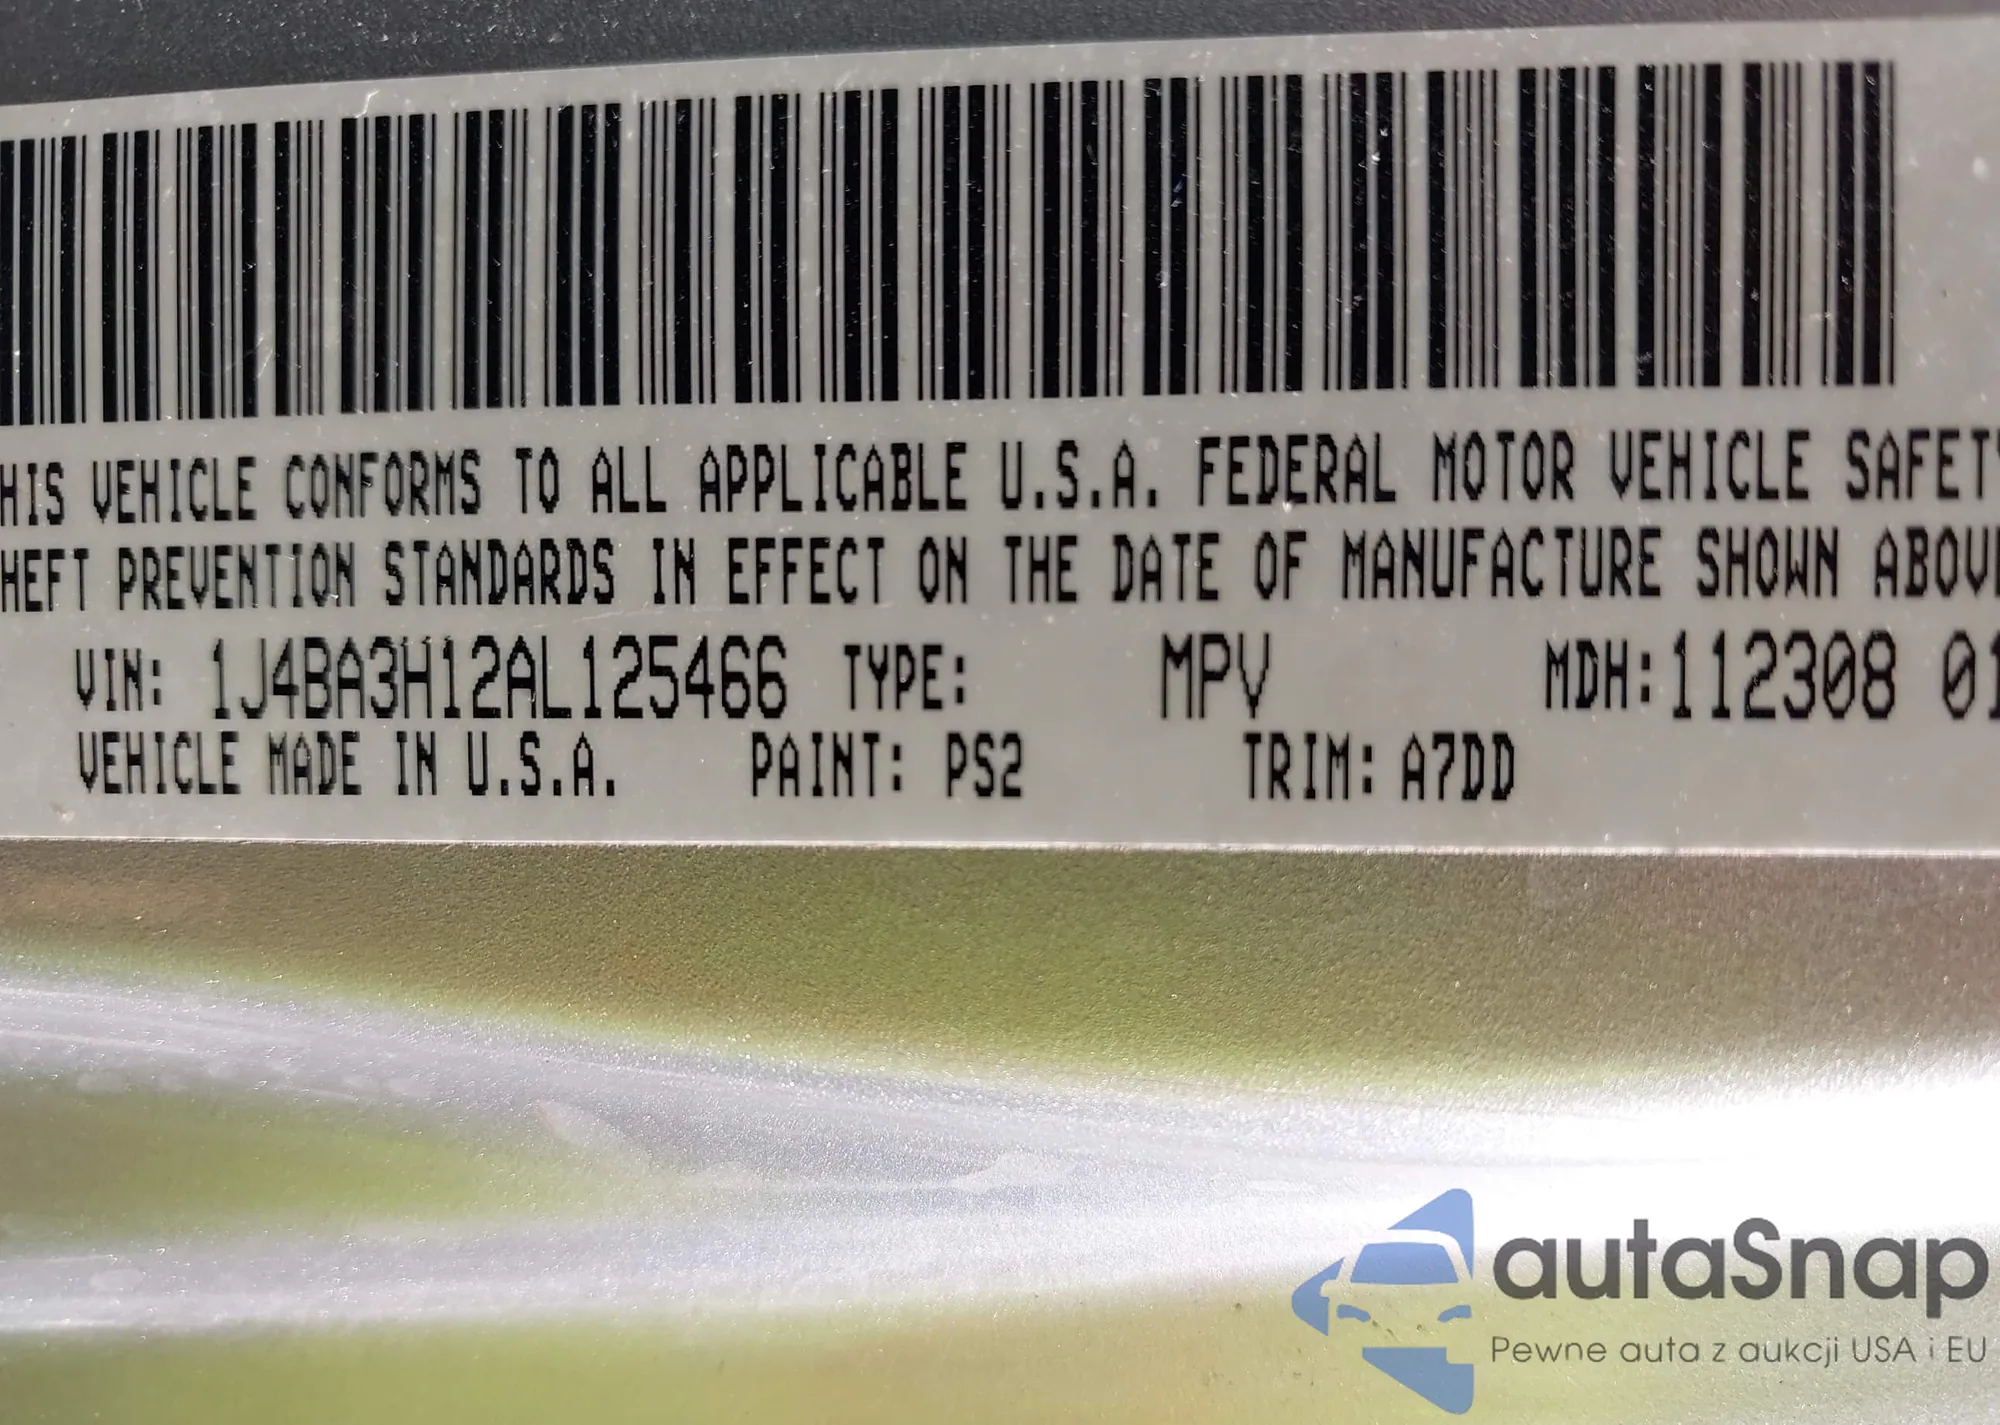 HIS VEHICLE CONFORMS TO ALL APPLICABLE U.S.A. FEDERAL MOTOR VEHICLE SAFETY
HEFT PREVENTION STANDARDS IN EFFECT ON THE DATE OF MANUFACTURE SHOWN ABOVE
VIN: 1J4BA3H12AL125466 TYPE: MPV MDH:112308 01
VEHICLE MADE IN U.S.A. PAINT: PS2 TRIM: A7DD
autaSnap
Pewne auta z aukcji USA i EU